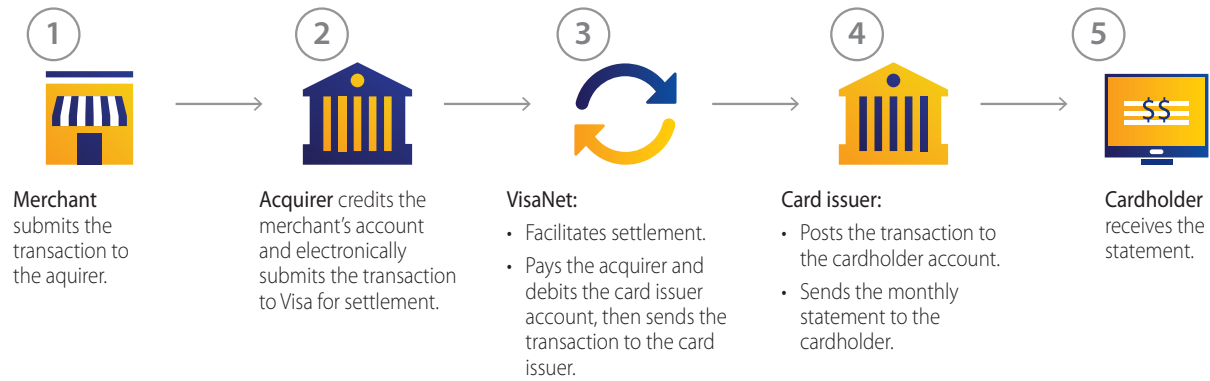 1
2
3
4
5
$$
Merchant
submits the
transaction to
the aquirer.
Acquirer credits the
merchant's account
and electronically
submits the transaction
to Visa for settlement.
VisaNet:
• Facilitates settlement.
• Pays the acquirer and
debits the card issuer
account, then sends the
transaction to the card
issuer.
Card issuer:
• Posts the transaction to
the cardholder account.
• Sends the monthly
statement to the
cardholder.
Cardholder
receives the
statement.